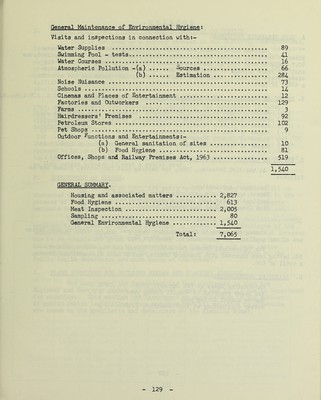 General Maintenance of Environmental Hygiene:
Visits and inspections in connection with:-
Water Supplies ........................................ 89
Swimming Pool - tests.................................. 41
Water Courses ......................................... 16
Atmospheric Pollution -(a) ...... Sources .................. 66
(b) ...... Estimation ............... 284
Noise Nuisance ........................................ 73
Schools ............................................... 14
Cinemas and Places of Entertainment ................... 12
Factories and Outworkers .............................. 129
Farms ................................................. 3
Hairdressers' Premises ................................ 92
Petroleum Stores ...................................... 102
Pet Shops ............................................. 9
Outdoor Functions and Entertainments:-
(a) General sanitation of sites ............... 10
(b) Food Hygiene .............................. 81
Offices, Shops and Railway Premises Act, 1963 .............. 519
1,540
GENERAL SUMMARY.
Housing and associated matters ............ 2,827
Food Hygiene .............................. 613
Meat Inspection ........................... 2,005
Sampling .................................. 80
General Environmental Hygiene ............. 1,540
Total: 7,065
- 129 -